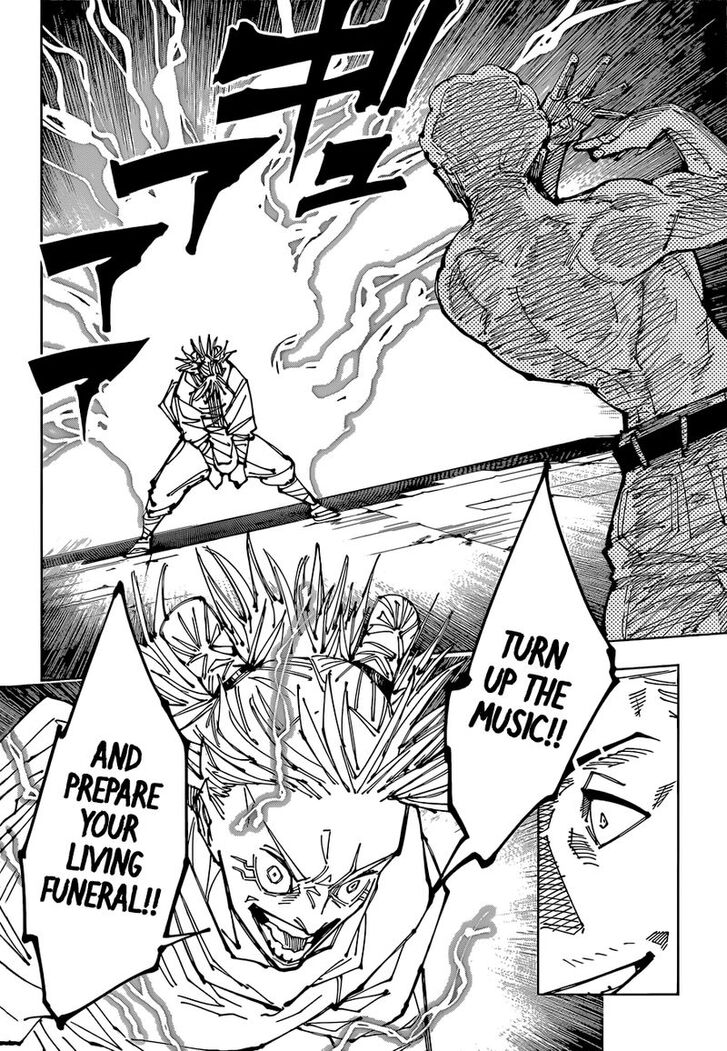 ギュアアア
TURN
UP THE
MUSIC!!
AND
PREPARE
YOUR
LIVING
FUNERAL!!